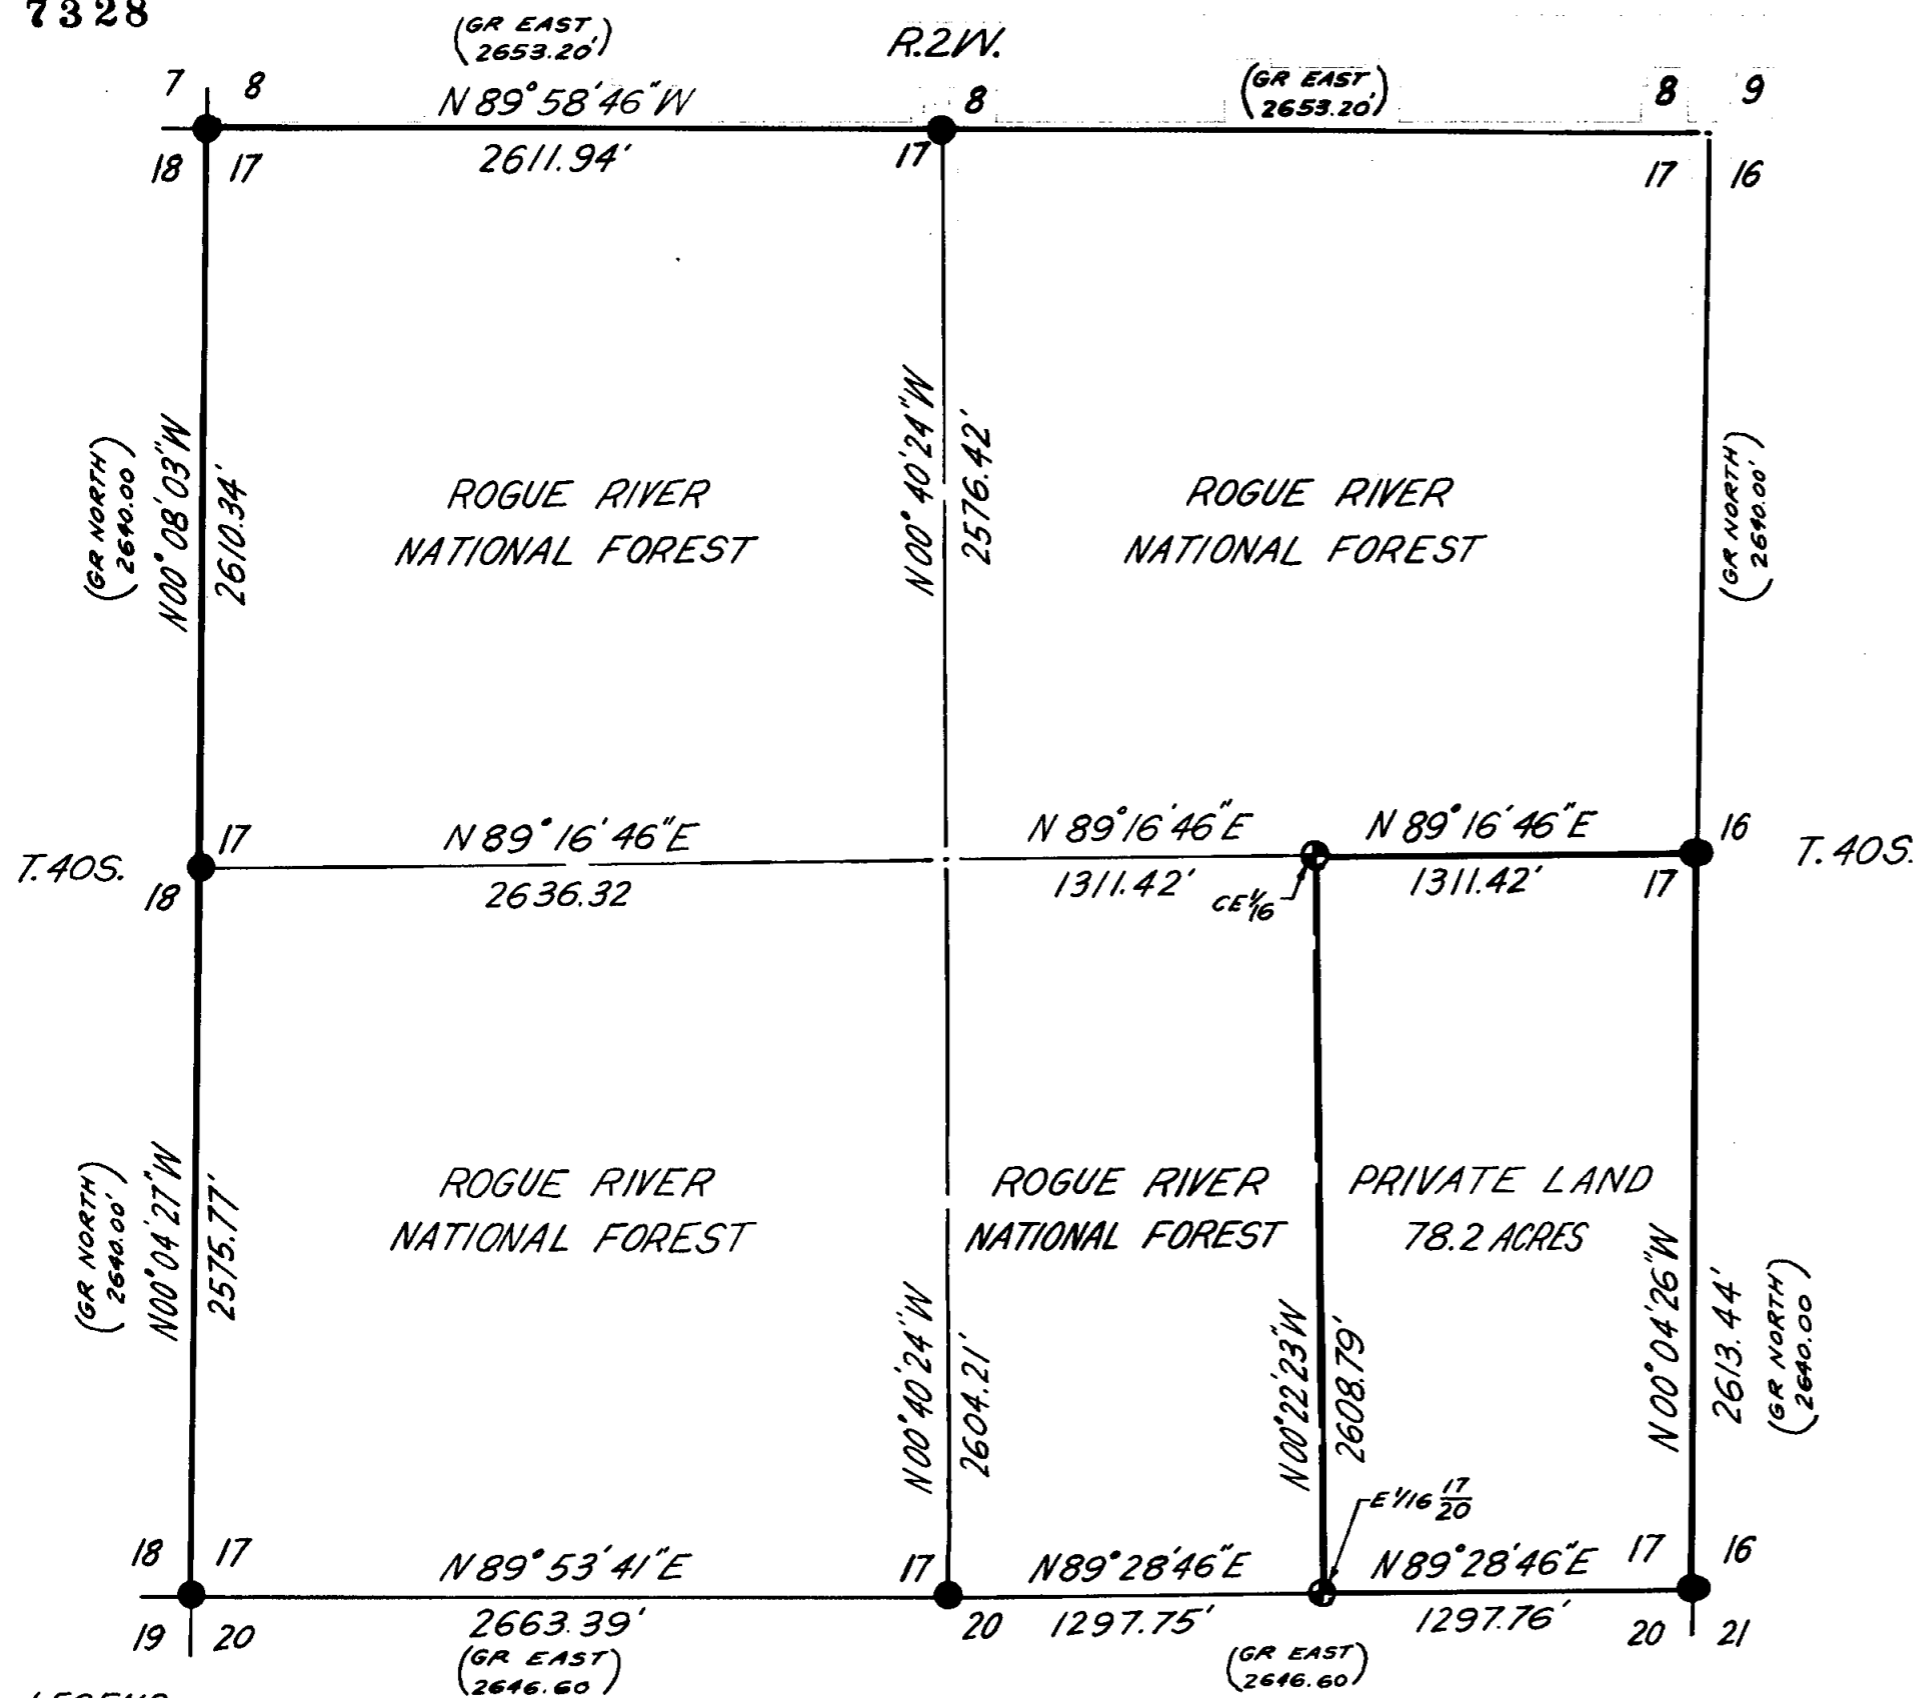 7328
(GR EAST
2653.20')
R.2W.
(GR EAST
2653.20')
7 8
N 89°58'46"W
8
8 9
18 17
2611.94'
17
17 16
(GR NORTH)
2640.00
N00°08'03"W
2610.34'
ROGUE RIVER
NATIONAL FOREST
N00°40'24"W
2576.42'
ROGUE RIVER
NATIONAL FOREST
(GR NORTH)
2640.00'
T.40S.
17
18
N 89°16'46"E
2636.32
N 89°16'46"E
1311.42'
CE 1/16
N 89°16'46"E
1311.42'
16
17
T.40S.
(GR NORTH)
2640.00'
N00°04'27"W
2575.77'
ROGUE RIVER
NATIONAL FOREST
N00°40'24"W
2604.21'
ROGUE RIVER
NATIONAL FOREST
N00°22'23"W
2608.79'
PRIVATE LAND
78.2 ACRES
N00°04'26"W
2613.44'
(GR NORTH)
2640.00
E 1/16 17/20
18 17
N 89°53'41"E
17
N89°28'46"E
N89°28'46"E
17 16
19 20
2663.39'
(GR EAST)
2646.60
20
1297.75'
(GR EAST)
2646.60
1297.76'
20 21
LEGEND